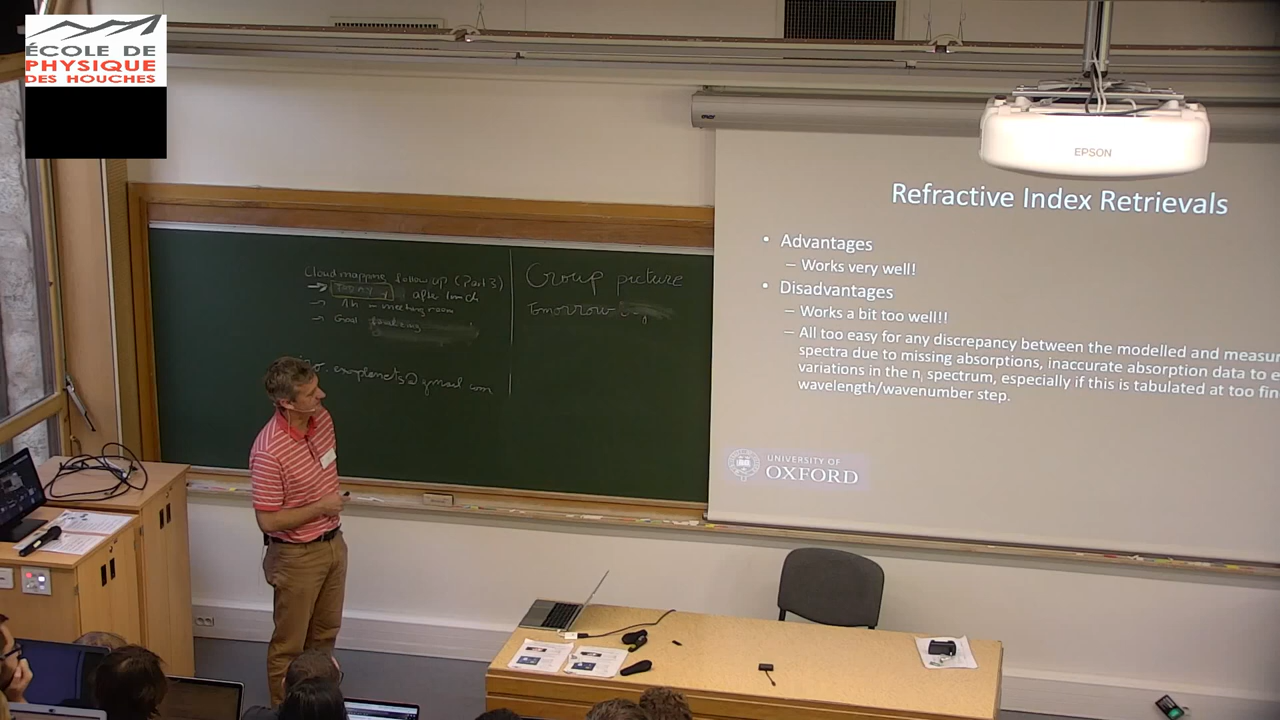 ÉCOLE DE
PHYSIQUE
DES HOUCHES
EPSON
Cloud mapping follow up (Part 3)
→ Today after lunch
→ 1h – meeting room
→ Goal
exoplanets@gmail.com
Group picture
Tomorrow
Refractive Index Retrievals
• Advantages
– Works very well!
• Disadvantages
– Works a bit too well!!
– All too easy for any discrepancy between the modelled and measur
spectra due to missing absorptions, inaccurate absorption data to e
variations in the nᵢ spectrum, especially if this is tabulated at too fin
wavelength/wavenumber step.
UNIVERSITY OF
OXFORD